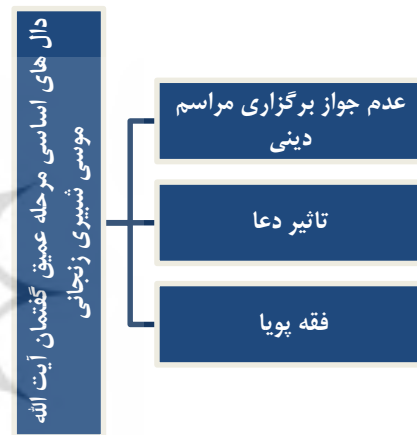 دال های اساسی مرحله عمیق گفتمان آیت الله
موسی شبیری زنجانی
عدم جواز برگزاری مراسم
دینی
تاثیر دعا
فقه پویا